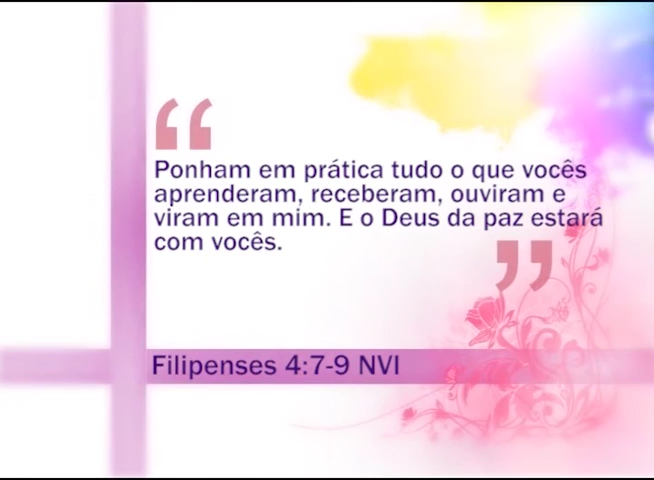 “
Ponham em prática tudo o que vocês
aprenderam, receberam, ouviram e
viram em mim. E o Deus da paz estará
com vocês.
”
Filipenses 4:7-9 NVI